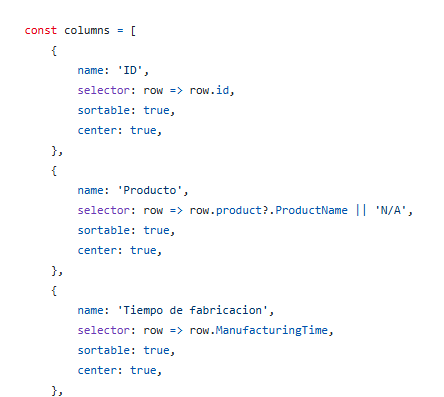 const columns = [
    {
        name: 'ID',
        selector: row => row.id,
        sortable: true,
        center: true,
    },
    {
        name: 'Producto',
        selector: row => row.product?.ProductName || 'N/A',
        sortable: true,
        center: true,
    },
    {
        name: 'Tiempo de fabricacion',
        selector: row => row.ManufacturingTime,
        sortable: true,
        center: true,
    },